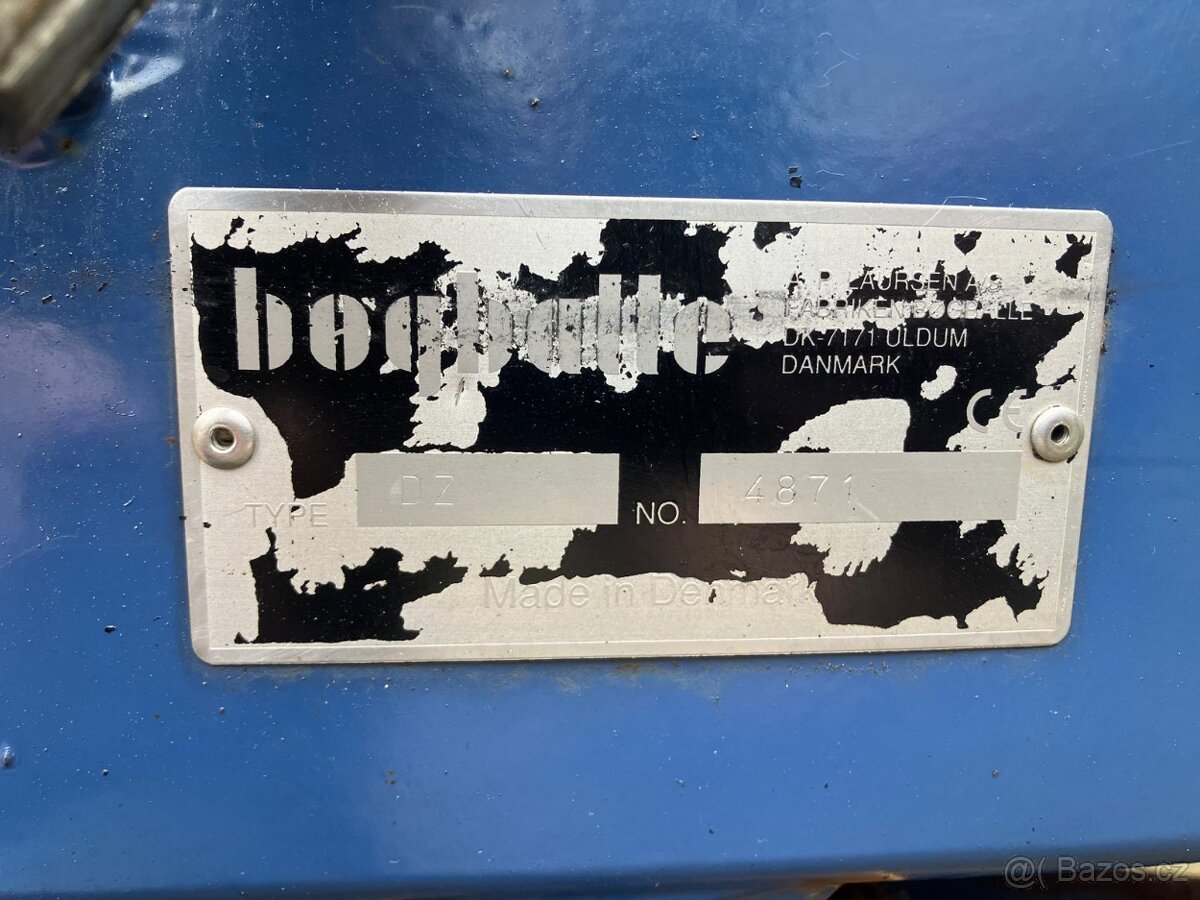 bogballe
A.P. LAURSEN A/S
FABRIKEN BOGBALLE
DK-7171 ULDUM
DANMARK
CE
TYPE DZ NO. 4871
Made in Denmark
@( Bazos.cz